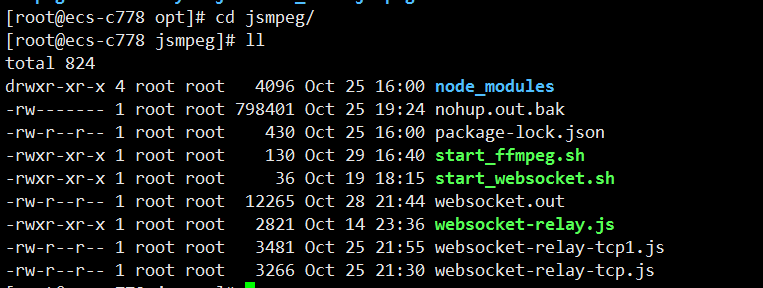 [root@ecs-c778 opt]# cd jsmpeg/
[root@ecs-c778 jsmpeg]# ll
total 824
drwxr-xr-x 4 root root   4096 Oct 25 16:00 node_modules
-rw------- 1 root root 798401 Oct 25 19:24 nohup.out.bak
-rw-r--r-- 1 root root    430 Oct 25 16:00 package-lock.json
-rwxr-xr-x 1 root root    130 Oct 29 16:40 start_ffmpeg.sh
-rwxr-xr-x 1 root root     36 Oct 19 18:15 start_websocket.sh
-rw-r--r-- 1 root root  12265 Oct 28 21:44 websocket.out
-rwxr-xr-x 1 root root   2821 Oct 14 23:36 websocket-relay.js
-rw-r--r-- 1 root root   3481 Oct 25 21:55 websocket-relay-tcp1.js
-rw-r--r-- 1 root root   3266 Oct 25 21:30 websocket-relay-tcp.js